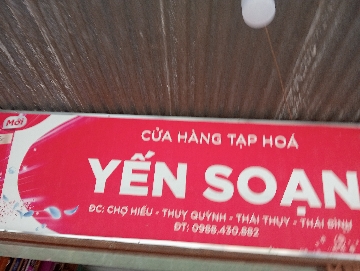 Mới
CỬA HÀNG TẠP HOÁ
YẾN SOẠN
ĐC: CHỢ HIẾU - THUỴ QUỲNH - THÁI THỤY - THÁI BÌNH
ĐT: 0988.430.882